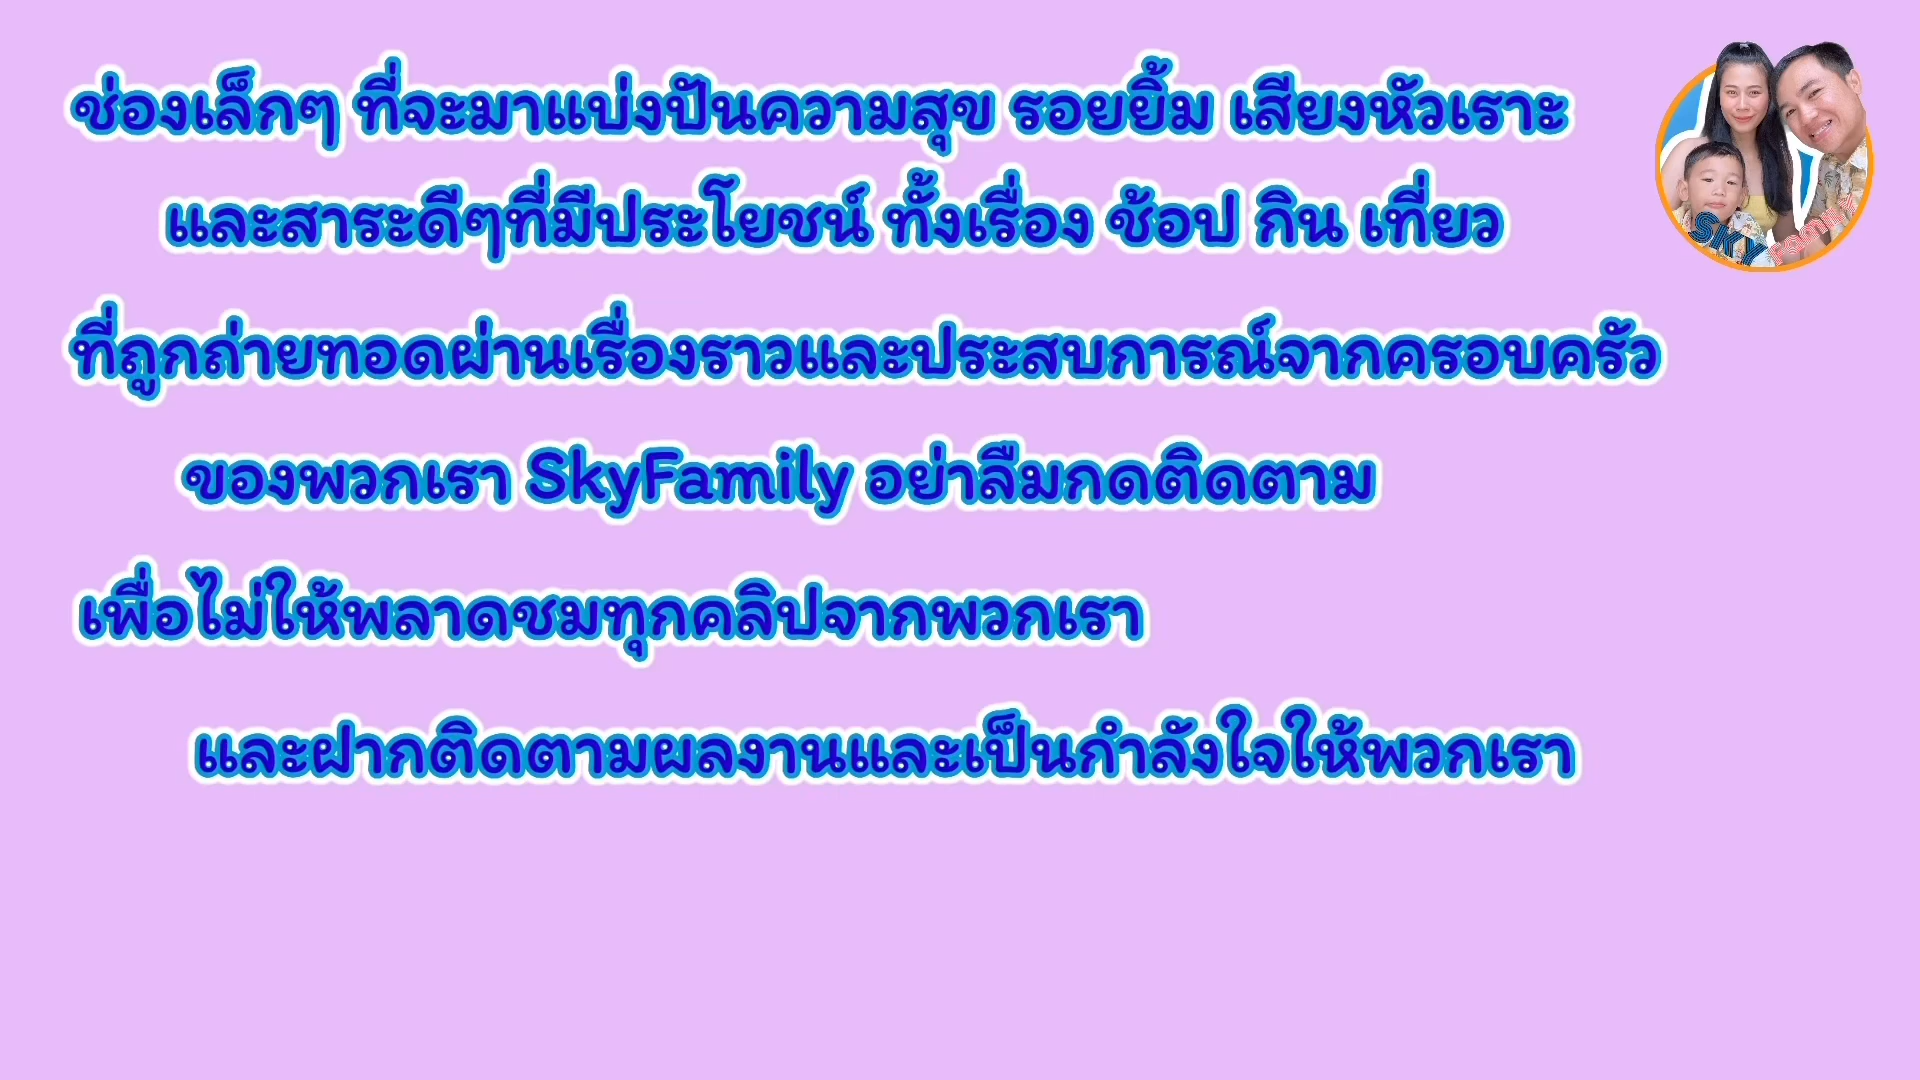 ช่องเล็กๆ ที่จะมาแบ่งปันความสุข รอยยิ้ม เสียงหัวเราะ
และสาระดีๆที่มีประโยชน์ ทั้งเรื่อง ช้อป กิน เที่ยว
ที่ถูกถ่ายทอดผ่านเรื่องราวและประสบการณ์จากครอบครัว
ของพวกเรา SkyFamily อย่าลืมกดติดตาม
เพื่อไม่ให้พลาดชมทุกคลิปจากพวกเรา
และฝากติดตามผลงานและเป็นกำลังใจให้พวกเรา
SKY Family